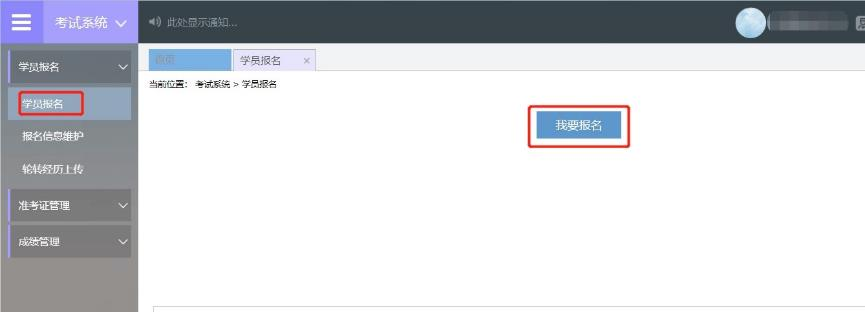 考试系统
此处显示通知...
学员报名
首页
学员报名
×
当前位置： 考试系统 > 学员报名
学员报名
我要报名
报名信息维护
轮转经历上传
准考证管理
成绩管理